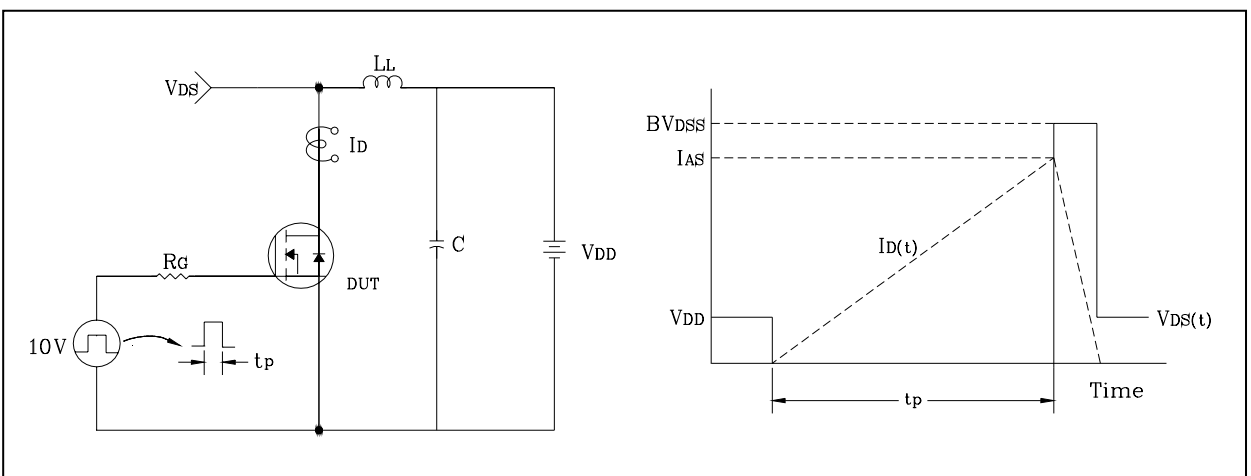 LL
VDS
ID
RG
C
VDD
DUT
10V
tp
BVDSS
IAS
ID(t)
VDD
VDS(t)
Time
tp